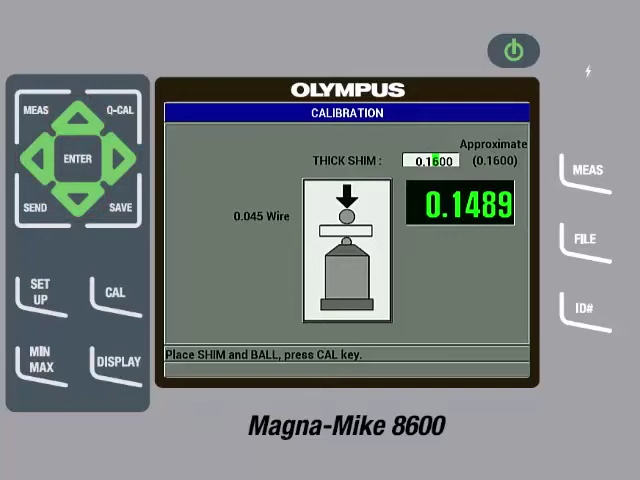 OLYMPUS
CALIBRATION
MEAS
Q-CAL
ENTER
SEND
SAVE
SET UP
CAL
MIN MAX
DISPLAY
Approximate
THICK SHIM :
0.1600
(0.1600)
0.1489
0.045 Wire
Place SHIM and BALL, press CAL key.
MEAS
FILE
ID#
Magna-Mike 8600